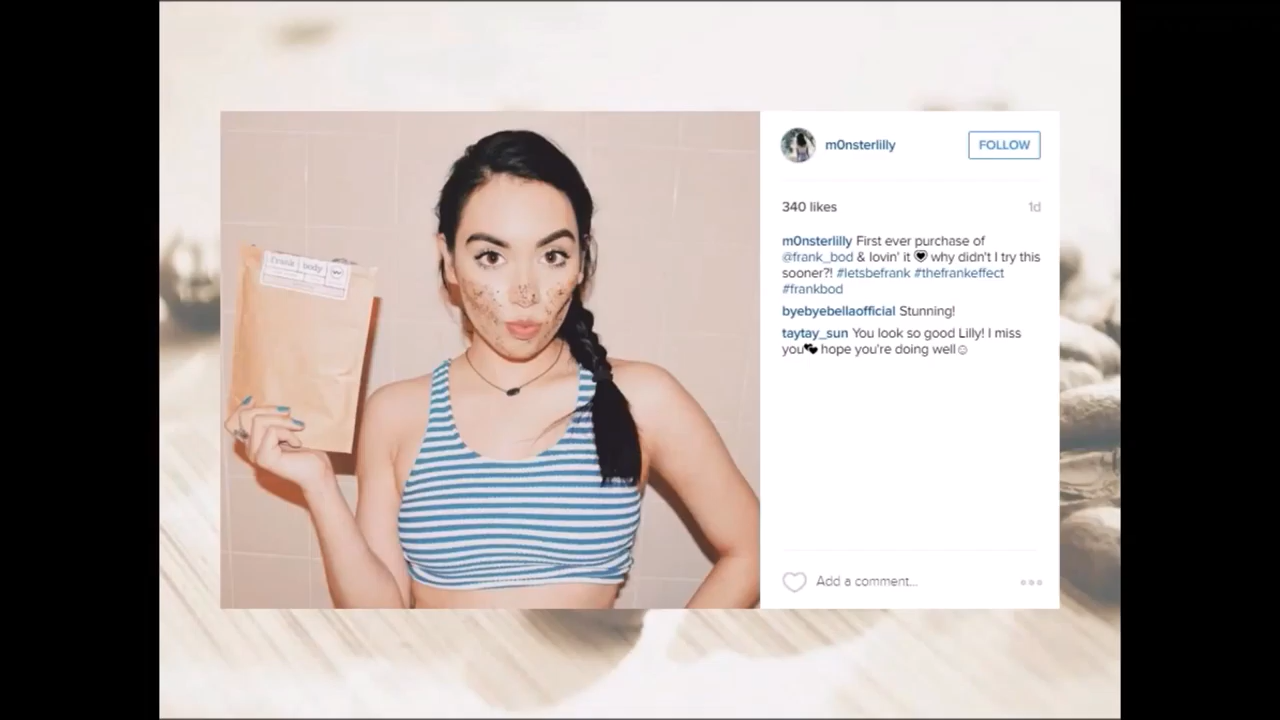 frank body
m0nsterlilly
FOLLOW
340 likes
1d
m0nsterlilly First ever purchase of
@frank_bod & lovin' it 🖤 why didn't I try this
sooner?! #letsbefrank #thefrankeffect
#frankbod
byebyebellaofficial Stunning!
taytay_sun You look so good Lilly! I miss
you💕 hope you're doing well☺
Add a comment...